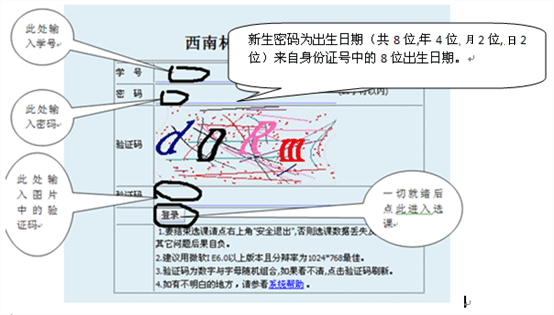 此处输
入学号
西南林
新生密码为出生日期（共8位,年4位,月2位,日2
位）来自身份证号中的8位出生日期。
学 号
密 码
此处输
入密码
验证码
d0Rm
此处输
入图片
中的验
证码
验证码
登录
一切就绪后
点此进入选
课
1.要结束选课请点右上角"安全退出",否则选课数据丢失
其它问题后果自负。
2.建议用微软IE6.0以上版本且分辨率为1024*768最佳。
3.验证码为数字与字母随机组合,如果看不清,点击验证码刷新。
4.如有不明白的地方，请参看系统帮助 。